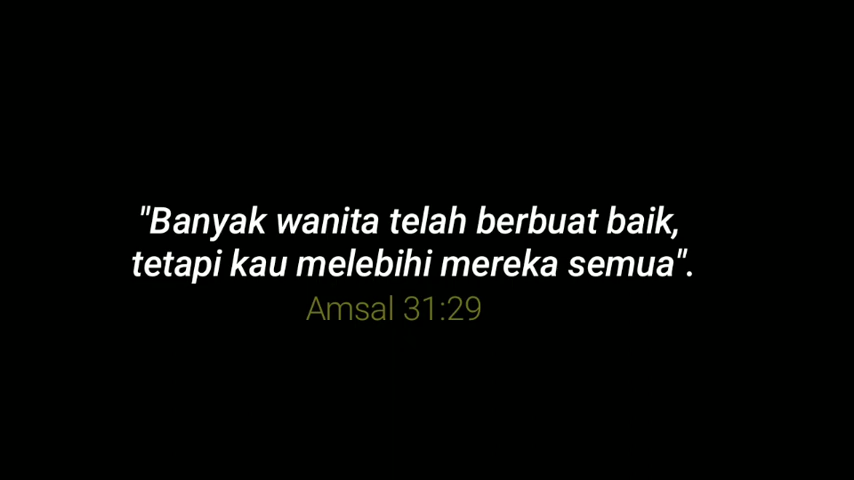 "Banyak wanita telah berbuat baik,
tetapi kau melebihi mereka semua".
Amsal 31:29